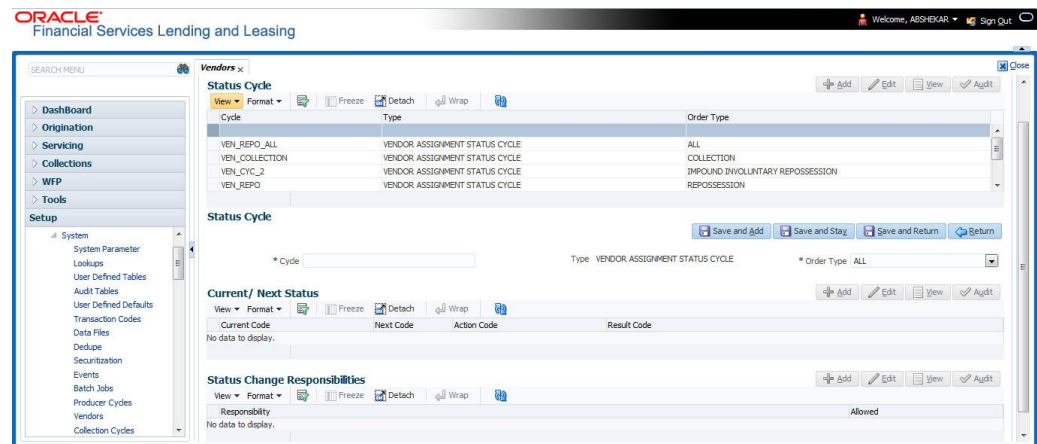 ORACLE®
Financial Services Lending and Leasing
Welcome, ABSHEKAR Sign Out
SEARCH MENU
Vendors x
Close
DashBoard
Origination
Servicing
Collections
WFP
Tools
Setup
System
System Parameter
Lookups
User Defined Tables
Audit Tables
User Defined Defaults
Transaction Codes
Data Files
Dedupe
Securitization
Events
Batch Jobs
Producer Cycles
Vendors
Collection Cycles
Status Cycle
Add Edit View Audit
View Format Freeze Detach Wrap
Cycle Type Order Type
VEN_REPO_ALL VENDOR ASSIGNMENT STATUS CYCLE ALL
VEN_COLLECTION VENDOR ASSIGNMENT STATUS CYCLE COLLECTION
VEN_CYC_2 VENDOR ASSIGNMENT STATUS CYCLE IMPOUND INVOLUNTARY REPOSSESSION
VEN_REPO VENDOR ASSIGNMENT STATUS CYCLE REPOSSESSION
Status Cycle
Save and Add Save and Stay Save and Return Return
* Cycle Type VENDOR ASSIGNMENT STATUS CYCLE * Order Type ALL
Current/ Next Status
Add Edit View Audit
View Format Freeze Detach Wrap
Current Code Next Code Action Code Result Code
No data to display.
Status Change Responsibilities
Add Edit View Audit
View Format Freeze Detach Wrap
Responsibility Allowed
No data to display.